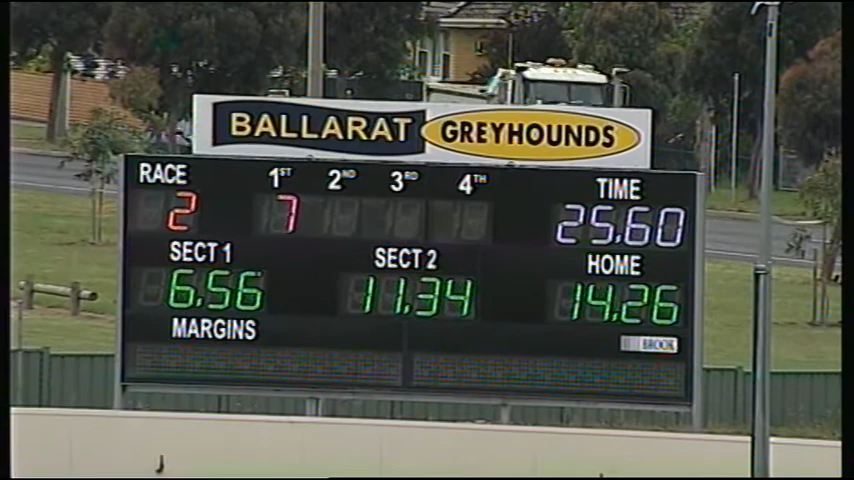 BALLARAT GREYHOUNDS
RACE 1ST 2ND 3RD 4TH TIME
2 7 25.60
SECT 1 SECT 2 HOME
6.56 11.34 14.26
MARGINS
BROOK